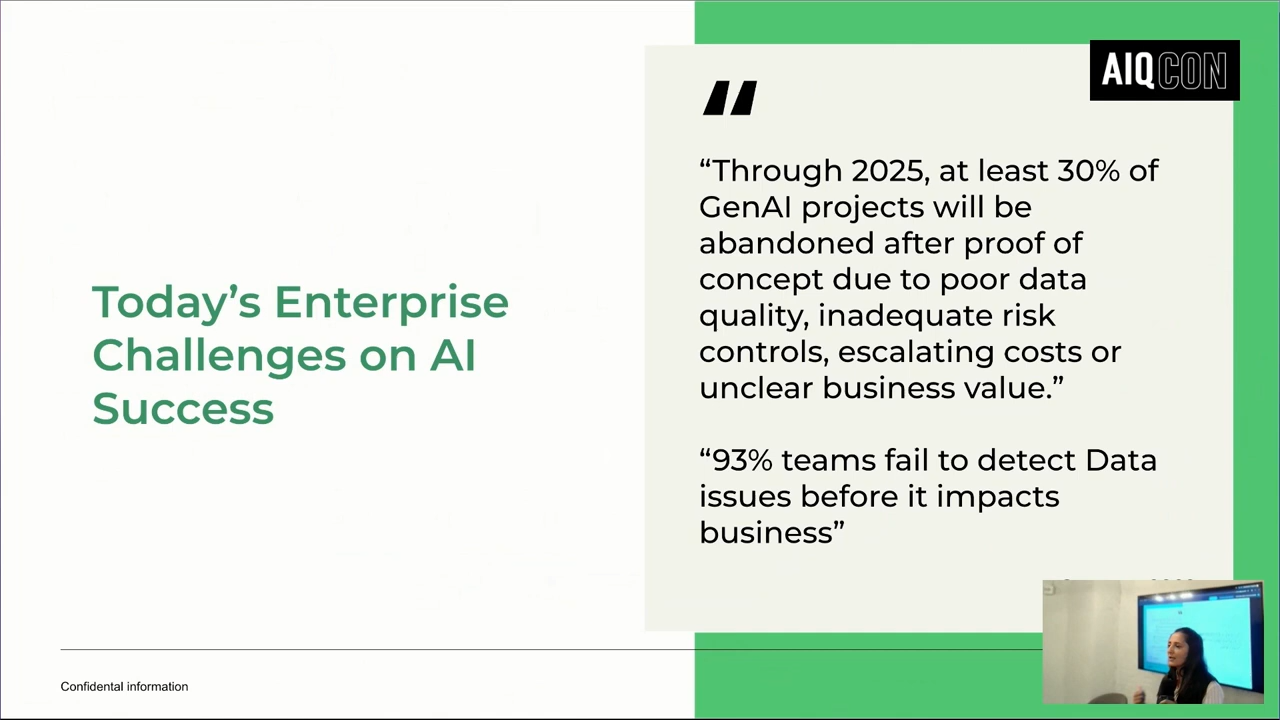 AIQCON
“Through 2025, at least 30% of
GenAI projects will be
abandoned after proof of
concept due to poor data
quality, inadequate risk
controls, escalating costs or
unclear business value.”
“93% teams fail to detect Data
issues before it impacts
business”
Today’s Enterprise
Challenges on AI
Success
Confidental information